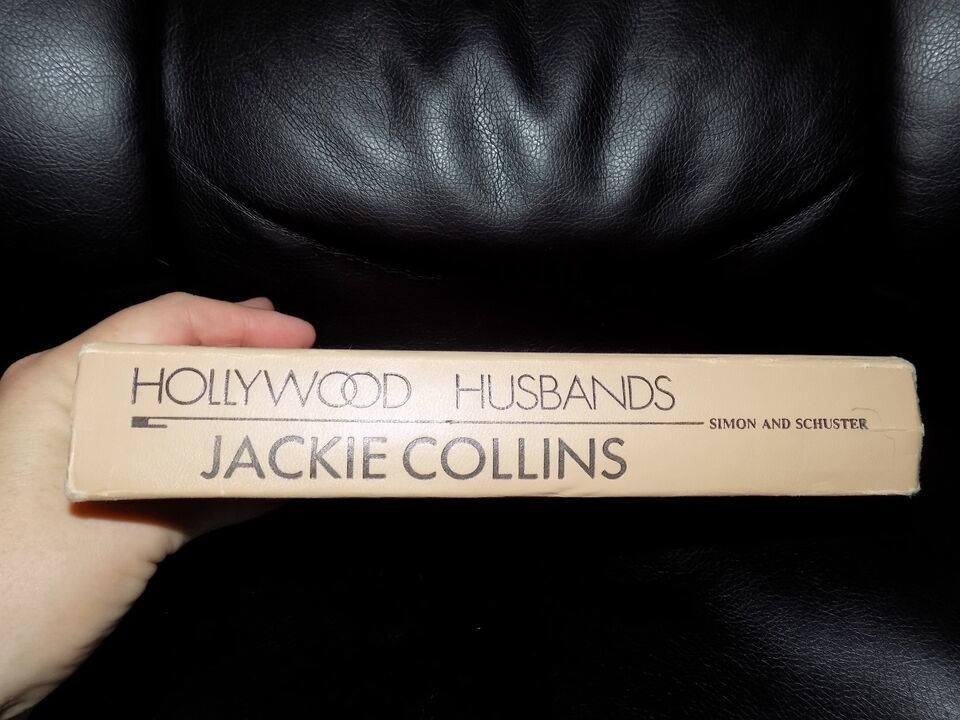 HOLLYWOOD HUSBANDS
SIMON AND SCHUSTER
JACKIE COLLINS